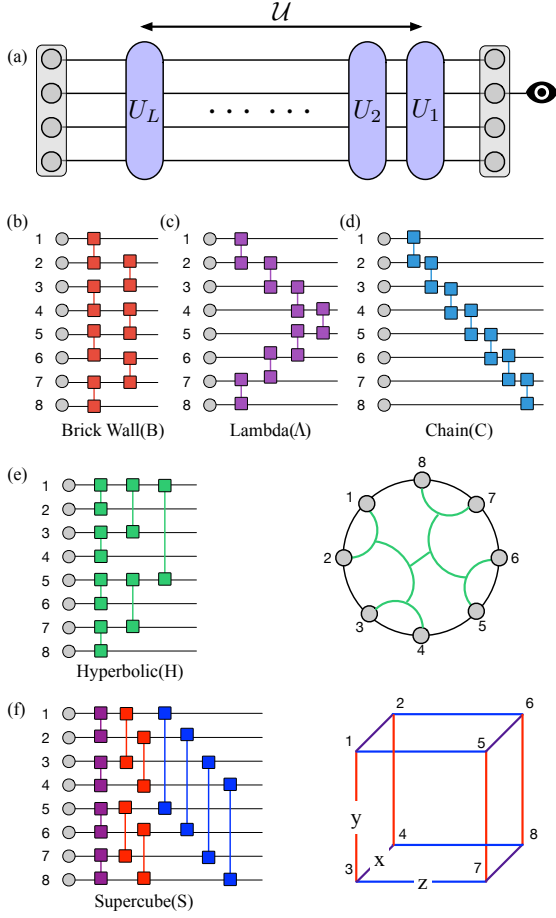 𝒰
(a)
U_L ...... U_2 U_1
(b) (c) (d)
1 1 1
2 2 2
3 3 3
4 4 4
5 5 5
6 6 6
7 7 7
8 8 8
Brick Wall(B) Lambda(Λ) Chain(C)
(e)
1
2
3
4
5
6
7
8
Hyperbolic(H)
8
1 7
2 6
3 5
4
(f)
1
2
3
4
5
6
7
8
Supercube(S)
2 6
1 5
y
4 8
x
3 z 7